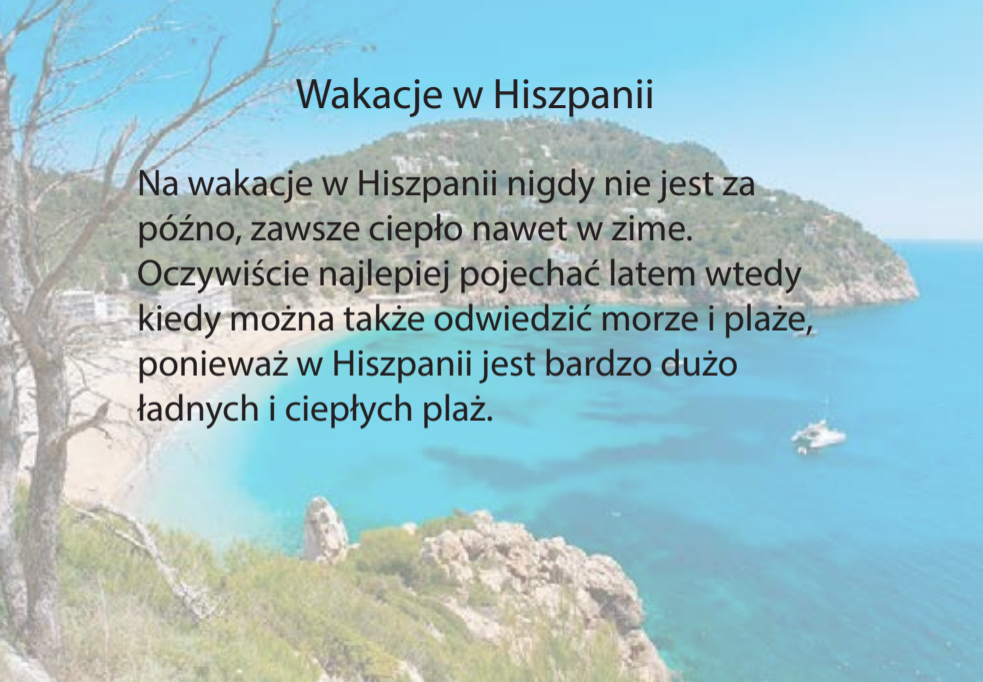 Wakacje w Hiszpanii
Na wakacje w Hiszpanii nigdy nie jest za
późno, zawsze ciepło nawet w zime.
Oczywiście najlepiej pojechać latem wtedy
kiedy można także odwiedzić morze i plaże,
ponieważ w Hiszpanii jest bardzo dużo
ładnych i ciepłych plaż.